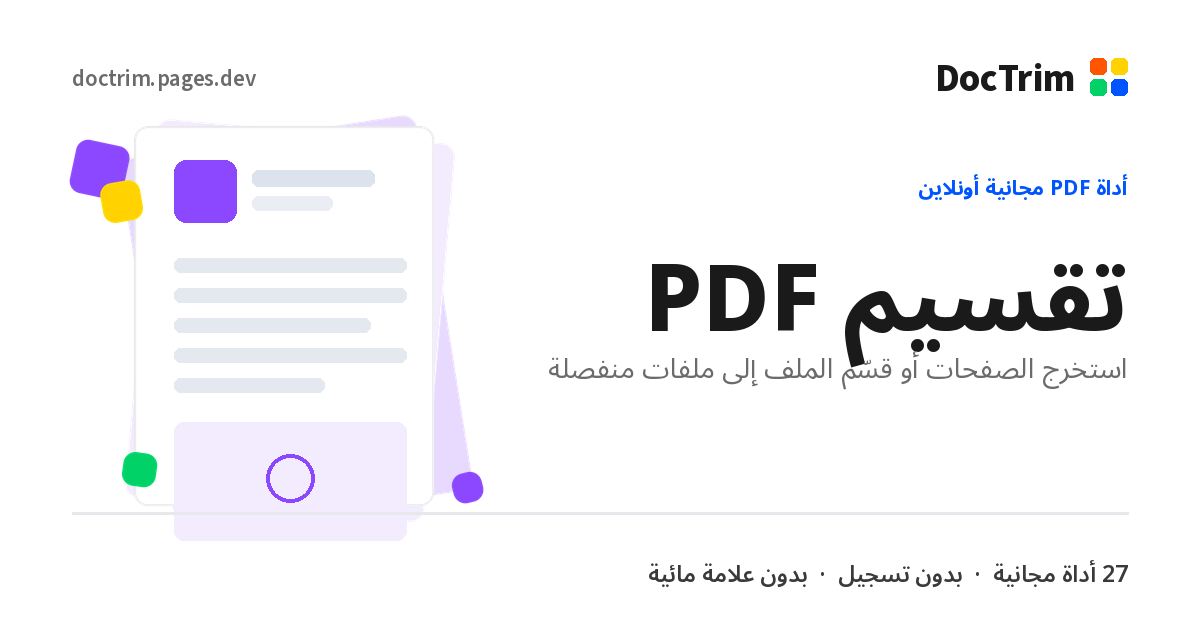 DocTrim
doctrim.pages.dev
أداة PDF مجانية أونلاين
تقسيم PDF
استخرج الصفحات أو قسّم الملف إلى ملفات منفصلة
27 أداة مجانية · بدون تسجيل · بدون علامة مائية